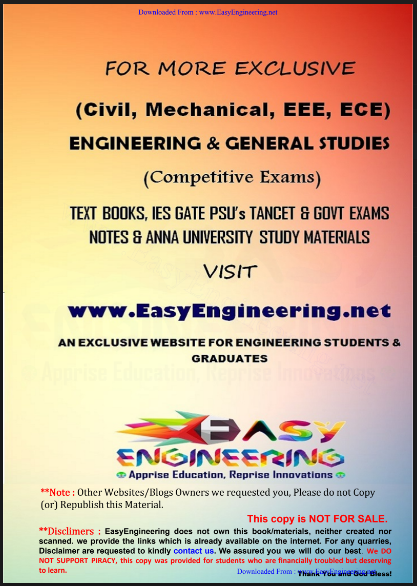 Downloaded From : www.EasyEngineering.net
FOR MORE EXCLUSIVE
(Civil, Mechanical, EEE, ECE)
ENGINEERING & GENERAL STUDIES
(Competitive Exams)
TEXT BOOKS, IES GATE PSU's TANCET & GOVT EXAMS
NOTES & ANNA UNIVERSITY STUDY MATERIALS
VISIT
www.EasyEngineering.net
AN EXCLUSIVE WEBSITE FOR ENGINEERING STUDENTS &
GRADUATES
EASY
ENGINEERING
Apprise Education, Reprise Innovations
**Note : Other Websites/Blogs Owners we requested you, Please do not Copy
(or) Republish this Material.
This copy is NOT FOR SALE.
**Disclimers : EasyEngineering does not own this book/materials, neither created nor
scanned. we provide the links which is already available on the internet. For any quarries,
Disclaimer are requested to kindly contact us. We assured you we will do our best. We DO
NOT SUPPORT PIRACY, this copy was provided for students who are financially troubled but deserving
to learn.
Thank You and God Bless!
Downloaded From : www.EasyEngineering.net